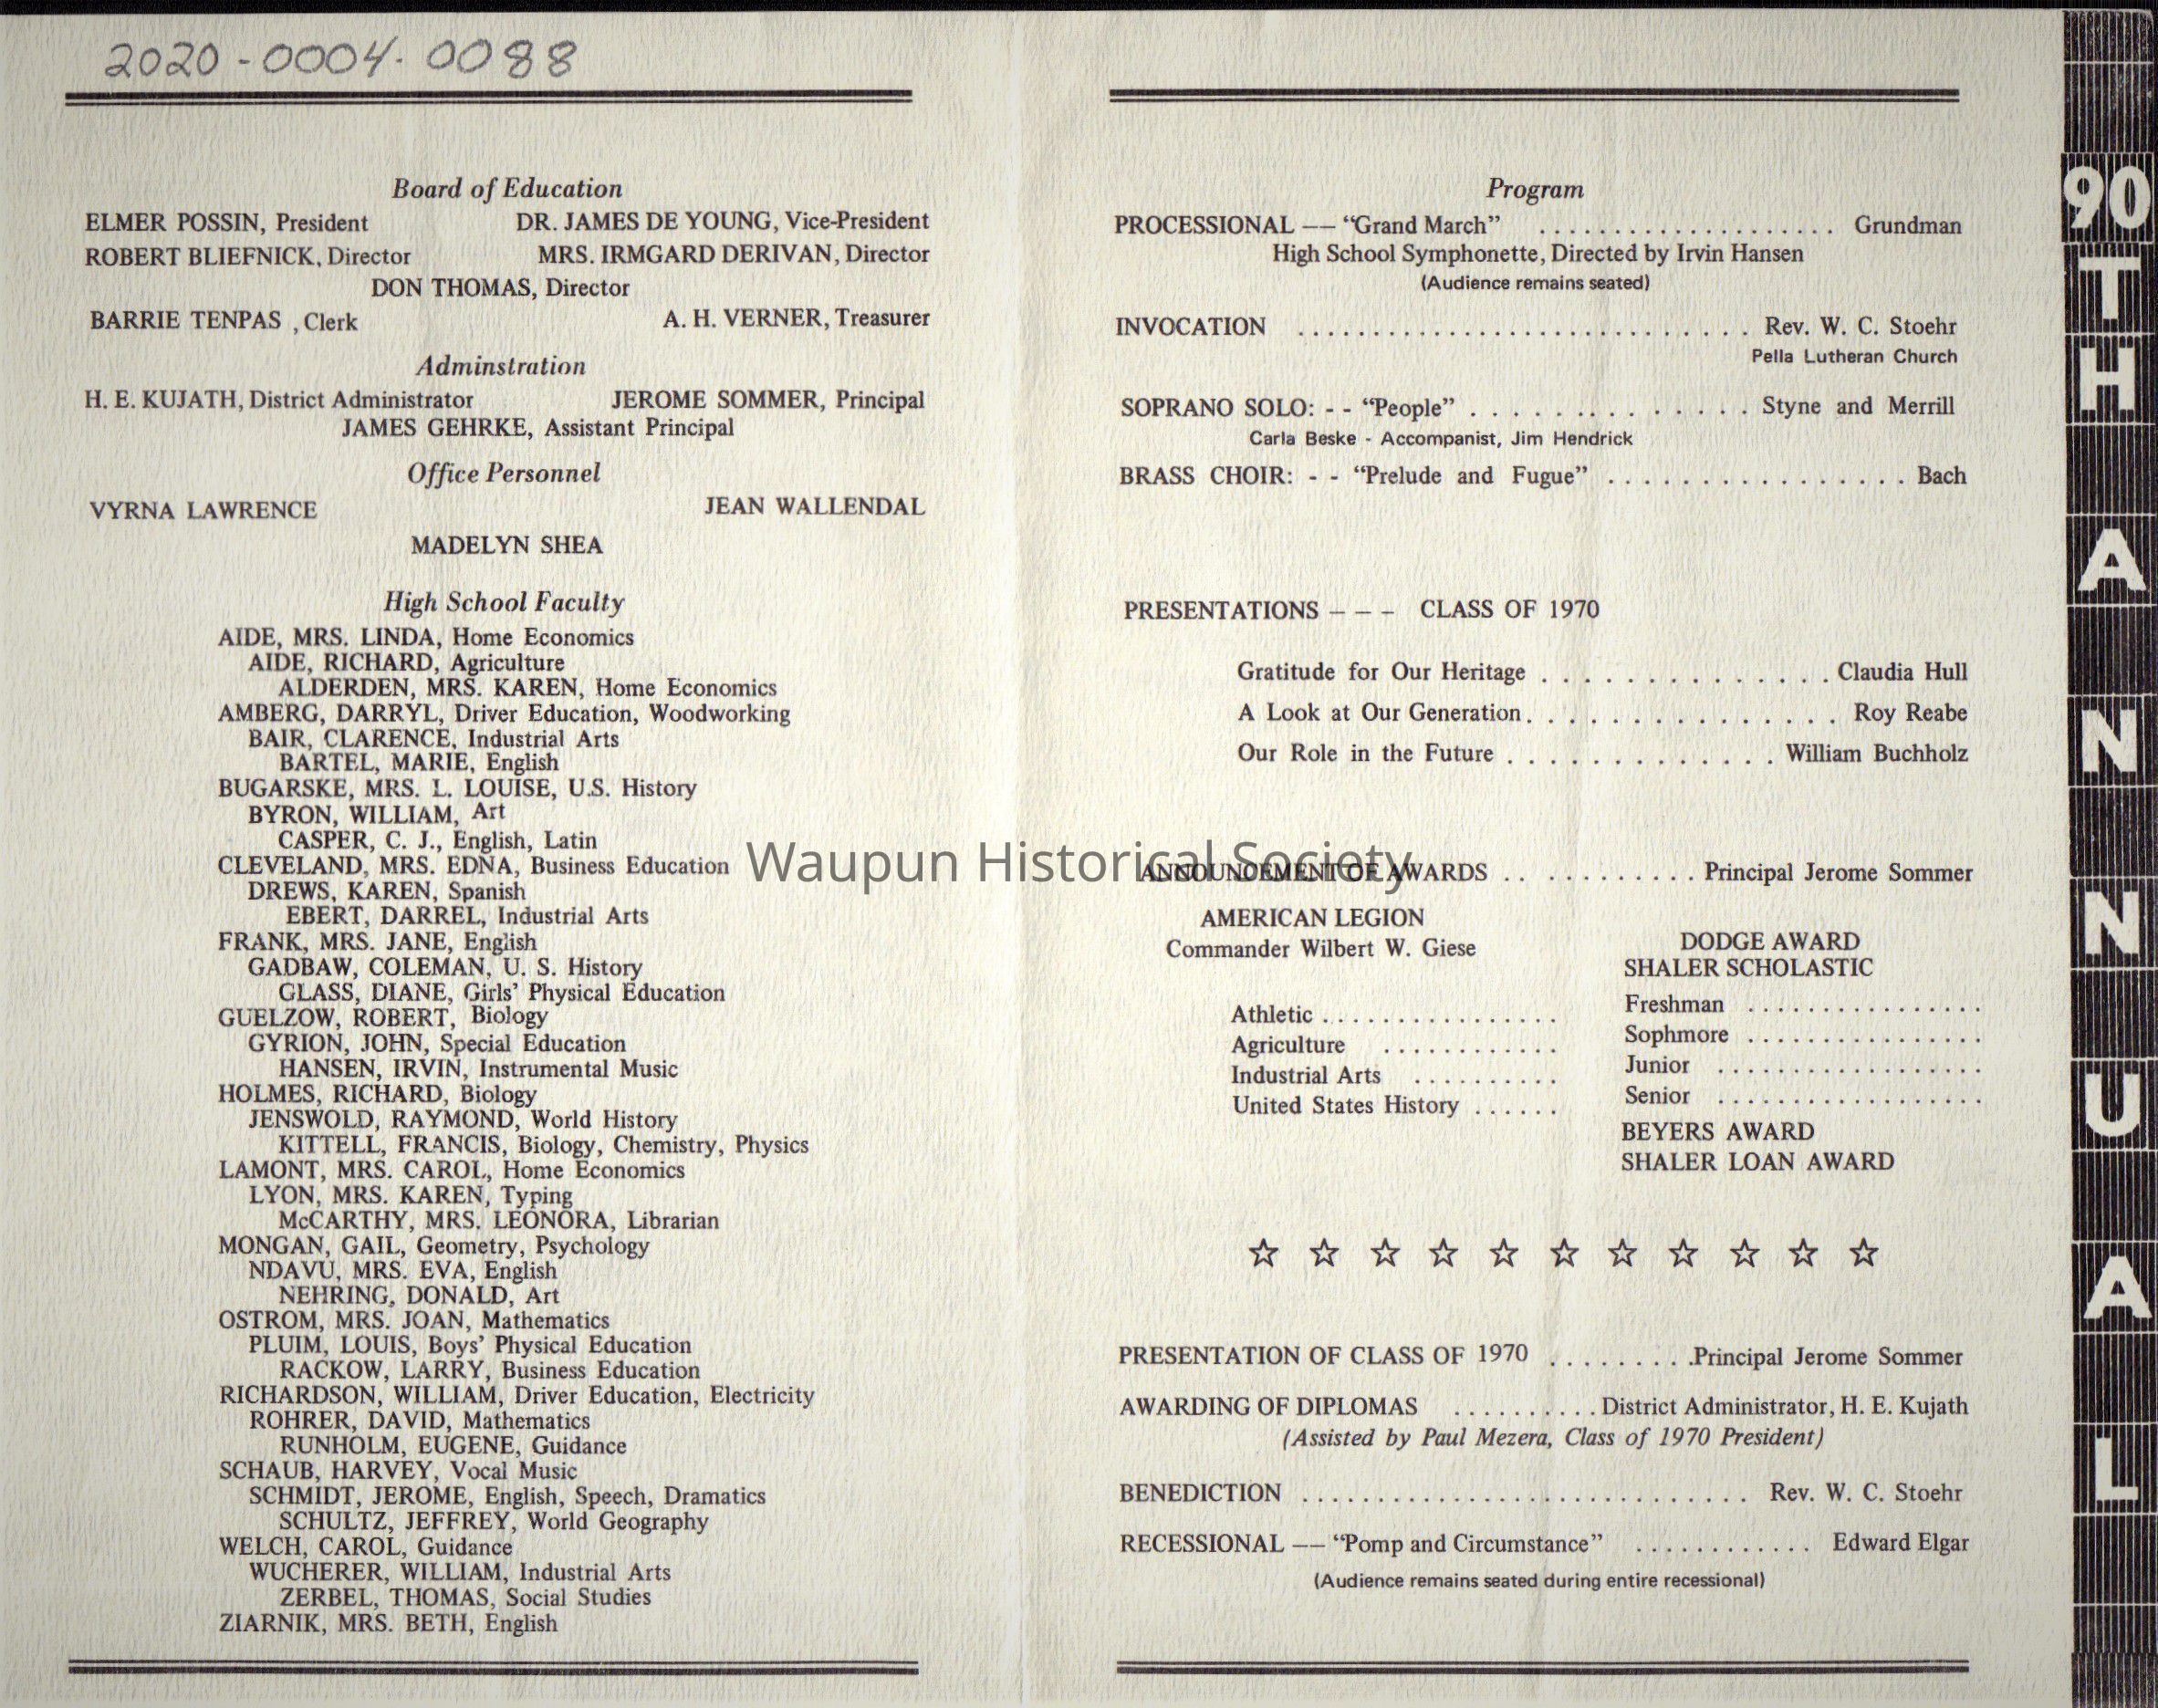 2020-0004-0088
Board of Education
ELMER POSSIN, President DR. JAMES DE YOUNG, Vice-President
ROBERT BLIEFNICK, Director MRS. IRMGARD DERIVAN, Director
DON THOMAS, Director
BARRIE TENPAS , Clerk A. H. VERNER, Treasurer
Adminstration
H. E. KUJATH, District Administrator JEROME SOMMER, Principal
JAMES GEHRKE, Assistant Principal
Office Personnel
VYRNA LAWRENCE JEAN WALLENDAL
MADELYN SHEA
High School Faculty
AIDE, MRS. LINDA, Home Economics
AIDE, RICHARD, Agriculture
ALDERDEN, MRS. KAREN, Home Economics
AMBERG, DARRYL, Driver Education, Woodworking
BAIR, CLARENCE, Industrial Arts
BARTEL, MARIE, English
BUGARSKE, MRS. L. LOUISE, U.S. History
BYRON, WILLIAM, Art
CASPER, C. J., English, Latin
CLEVELAND, MRS. EDNA, Business Education
DREWS, KAREN, Spanish
EBERT, DARREL, Industrial Arts
FRANK, MRS. JANE, English
GADBAW, COLEMAN, U. S. History
GLASS, DIANE, Girls' Physical Education
GUELZOW, ROBERT, Biology
GYRION, JOHN, Special Education
HANSEN, IRVIN, Instrumental Music
HOLMES, RICHARD, Biology
JENSWOLD, RAYMOND, World History
KITTELL, FRANCIS, Biology, Chemistry, Physics
LAMONT, MRS. CAROL, Home Economics
LYON, MRS. KAREN, Typing
McCARTHY, MRS. LEONORA, Librarian
MONGAN, GAIL, Geometry, Psychology
NDAVU, MRS. EVA, English
NEHRING, DONALD, Art
OSTROM, MRS. JOAN, Mathematics
PLUIM, LOUIS, Boys' Physical Education
RACKOW, LARRY, Business Education
RICHARDSON, WILLIAM, Driver Education, Electricity
ROHRER, DAVID, Mathematics
RUNHOLM, EUGENE, Guidance
SCHAUB, HARVEY, Vocal Music
SCHMIDT, JEROME, English, Speech, Dramatics
SCHULTZ, JEFFREY, World Geography
WELCH, CAROL, Guidance
WUCHERER, WILLIAM, Industrial Arts
ZERBEL, THOMAS, Social Studies
ZIARNIK, MRS. BETH, English
Waupun Historical Society
Program
PROCESSIONAL –– “Grand March” .................... Grundman
High School Symphonette, Directed by Irvin Hansen
(Audience remains seated)
INVOCATION ............................. Rev. W. C. Stoehr
Pella Lutheran Church
SOPRANO SOLO: - - “People” .............. Styne and Merrill
Carla Beske - Accompanist, Jim Hendrick
BRASS CHOIR: - - “Prelude and Fugue” ................ Bach
PRESENTATIONS – – – CLASS OF 1970
Gratitude for Our Heritage .............. Claudia Hull
A Look at Our Generation ............... Roy Reabe
Our Role in the Future ............. William Buchholz
ANNOUNCEMENT OF AWARDS ............ Principal Jerome Sommer
AMERICAN LEGION
Commander Wilbert W. Giese
Athletic ................
Agriculture ............
Industrial Arts ..........
United States History ......
DODGE AWARD
SHALER SCHOLASTIC
Freshman ................
Sophmore ................
Junior ..................
Senior ..................
BEYERS AWARD
SHALER LOAN AWARD
☆ ☆ ☆ ☆ ☆ ☆ ☆ ☆ ☆ ☆ ☆
PRESENTATION OF CLASS OF 1970 .........Principal Jerome Sommer
AWARDING OF DIPLOMAS .......... District Administrator, H. E. Kujath
(Assisted by Paul Mezera, Class of 1970 President)
BENEDICTION .............................. Rev. W. C. Stoehr
RECESSIONAL –– “Pomp and Circumstance” ............ Edward Elgar
(Audience remains seated during entire recessional)
90TH ANNUAL